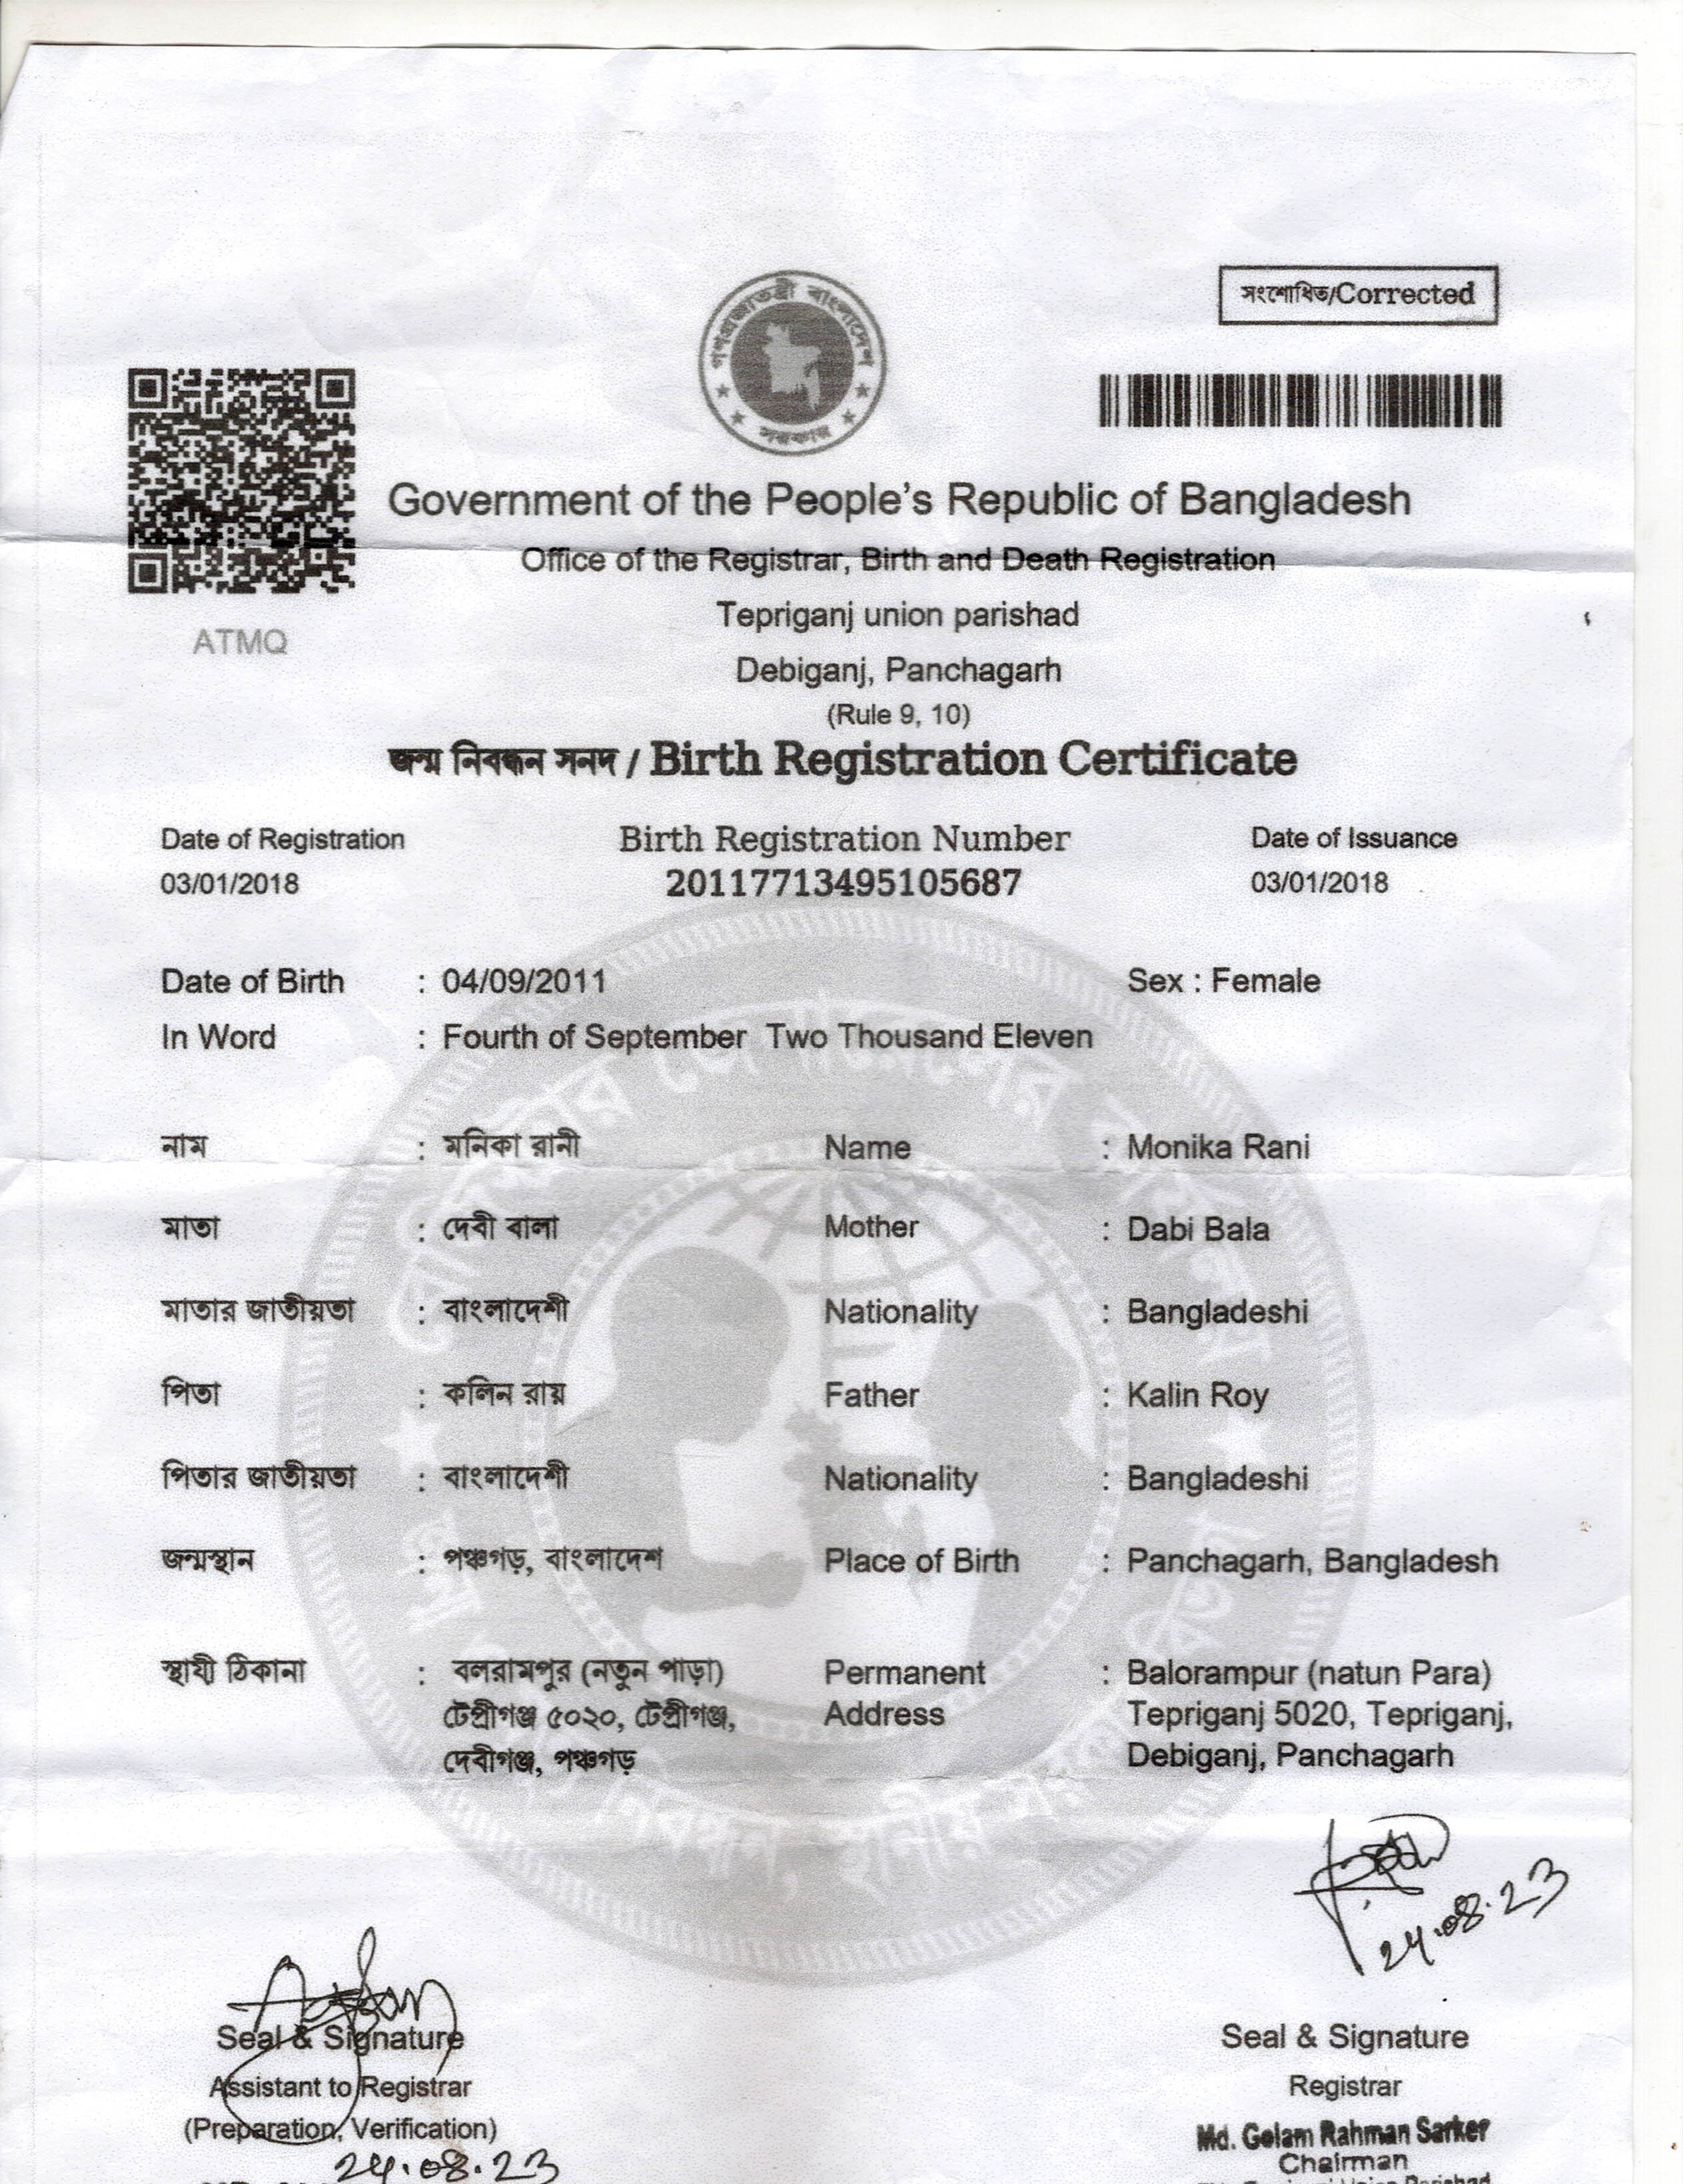 সংশোধিত/Corrected
গণপ্রজাতন্ত্রী বাংলাদেশ
সরকার
ATMQ
Government of the People's Republic of Bangladesh
Office of the Registrar, Birth and Death Registration
Tepriganj union parishad
Debiganj, Panchagarh
(Rule 9, 10)
জন্ম নিবন্ধন সনদ / Birth Registration Certificate
Date of Registration Birth Registration Number Date of Issuance
03/01/2018 20117713495105687 03/01/2018
Date of Birth : 04/09/2011 Sex : Female
In Word : Fourth of September Two Thousand Eleven
নাম : মনিকা রানী Name : Monika Rani
মাতা : দেবী বালা Mother : Dabi Bala
মাতার জাতীয়তা : বাংলাদেশী Nationality : Bangladeshi
পিতা : কলিন রায় Father : Kalin Roy
পিতার জাতীয়তা : বাংলাদেশী Nationality : Bangladeshi
জন্মস্থান : পঞ্চগড়, বাংলাদেশ Place of Birth : Panchagarh, Bangladesh
স্থায়ী ঠিকানা : বলরামপুর (নতুন পাড়া) Permanent : Balorampur (natun Para)
টেপ্রীগঞ্জ ৫০২০, টেপ্রীগঞ্জ, Address Tepriganj 5020, Tepriganj,
দেবীগঞ্জ, পঞ্চগড় Debiganj, Panchagarh
24.08.23
Seal & Signature Seal & Signature
Assistant to Registrar Registrar
(Preparation, Verification) Md. Golam Rahman Sarker
24.08.23 Chairman